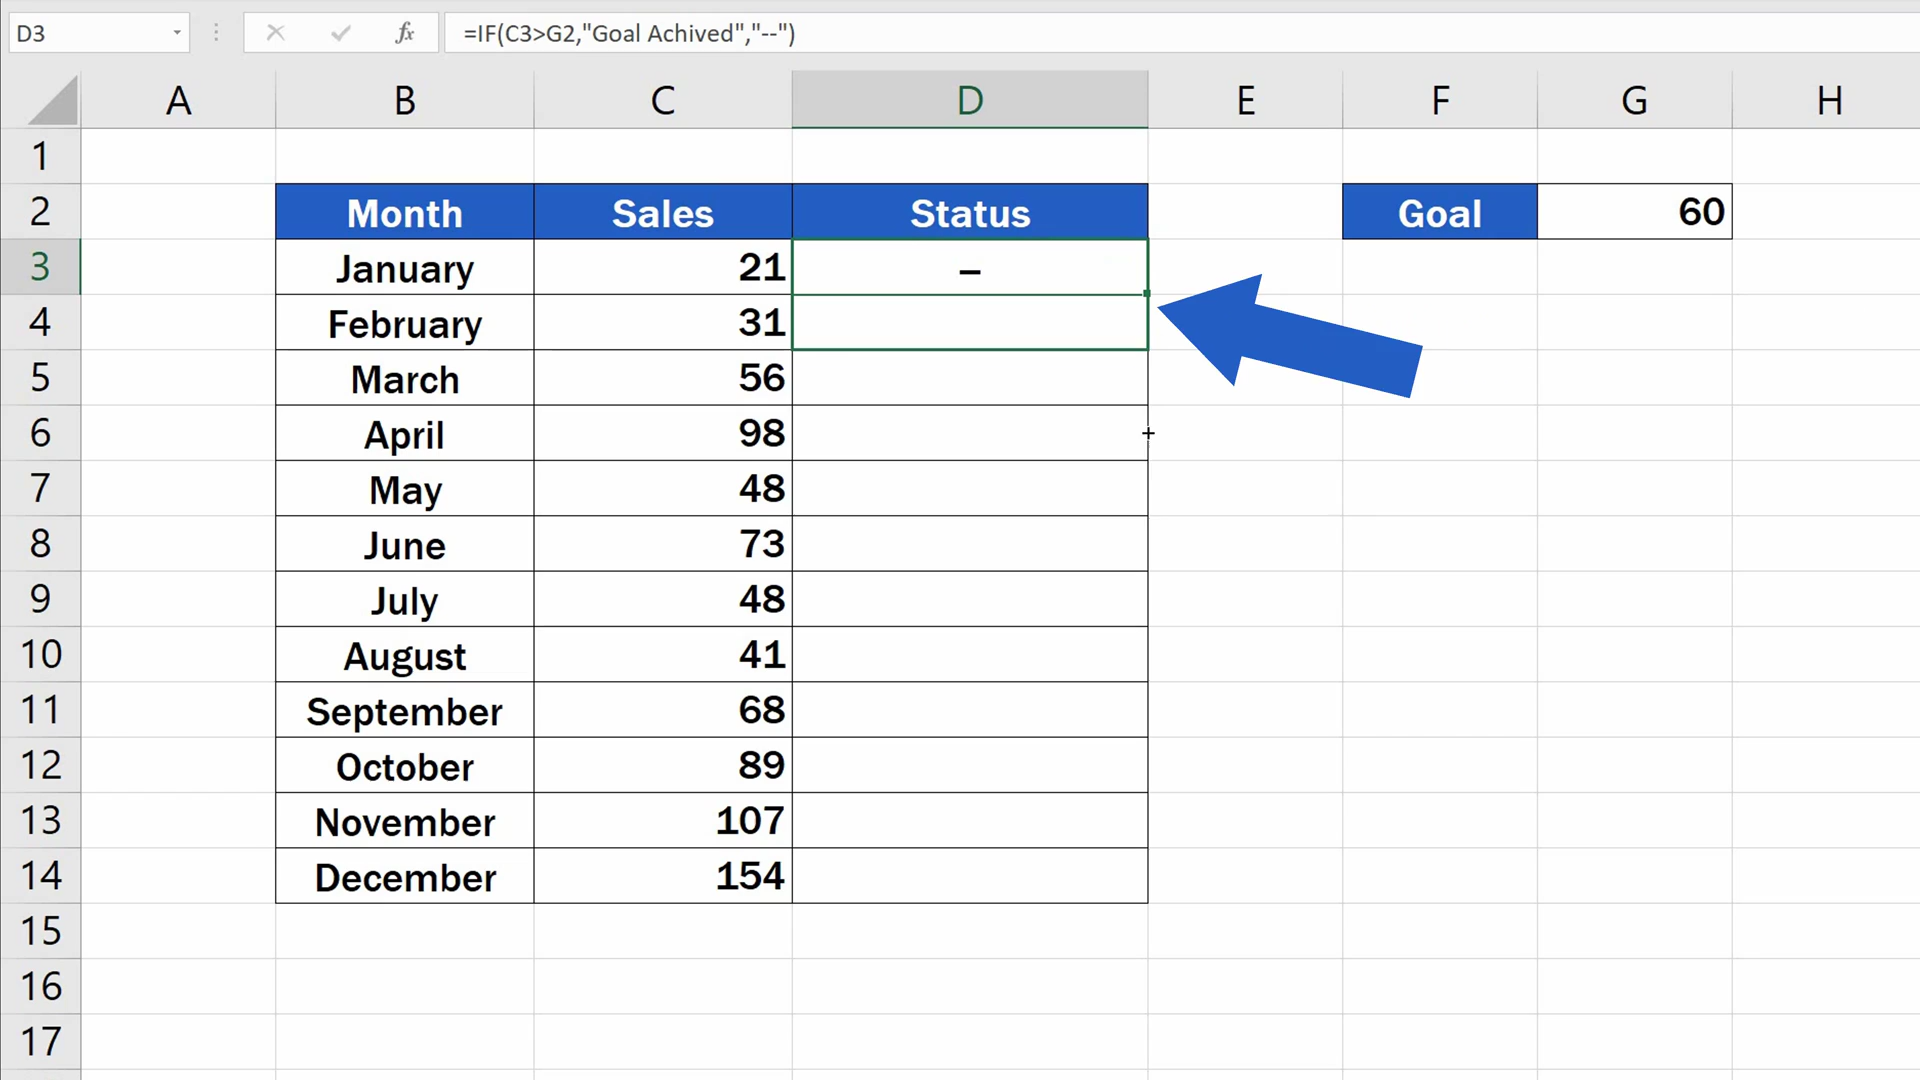 D3 fx =IF(C3>G2,"Goal Achived","--")
A B C D E F G H
1
2 Month Sales Status Goal 60
3 January 21 --
4 February 31
5 March 56
6 April 98
7 May 48
8 June 73
9 July 48
10 August 41
11 September 68
12 October 89
13 November 107
14 December 154
15
16
17